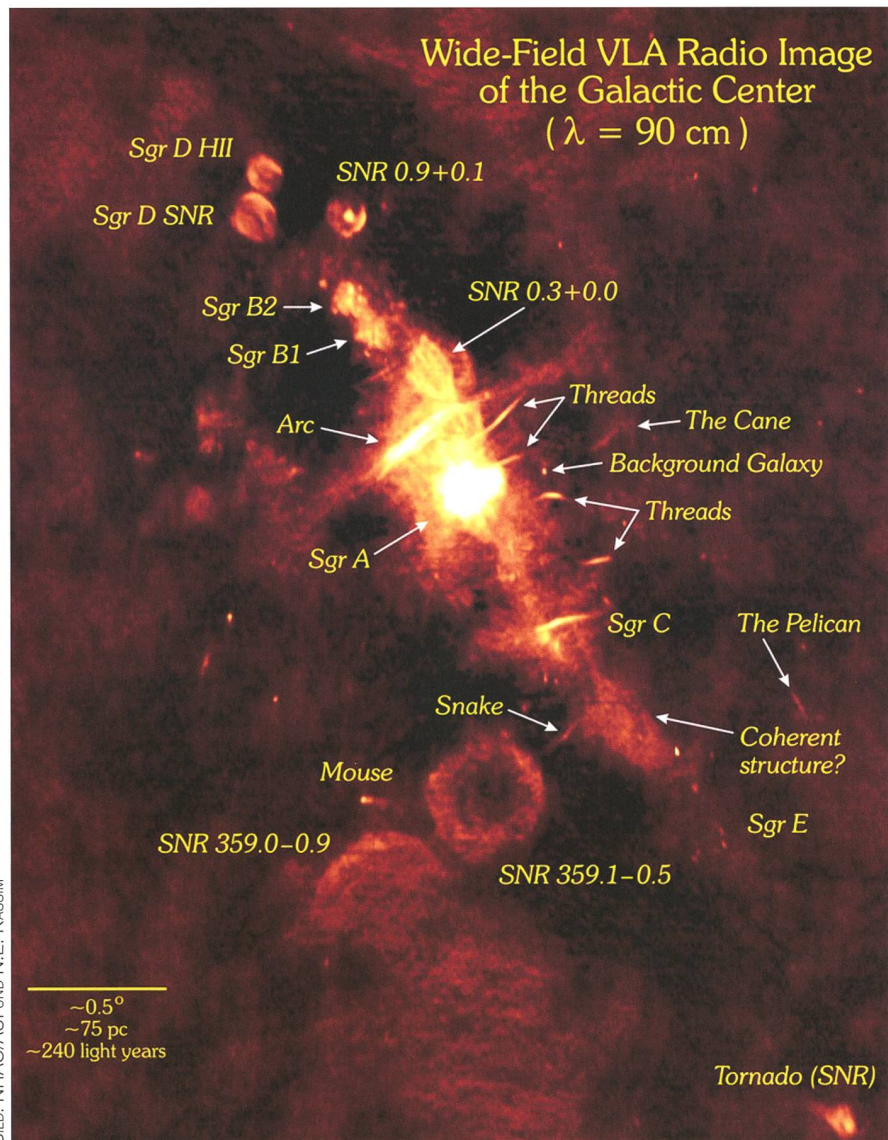 Wide-Field VLA Radio Image
of the Galactic Center
( λ = 90 cm )
Sgr D HII
SNR 0.9+0.1
Sgr D SNR
SNR 0.3+0.0
Sgr B2
Sgr B1
Threads
The Cane
Arc
Background Galaxy
Threads
Sgr A
Sgr C
The Pelican
Snake
Coherent
structure?
Mouse
Sgr E
SNR 359.0–0.9
SNR 359.1–0.5
~0.5°
~75 pc
~240 light years
Tornado (SNR)